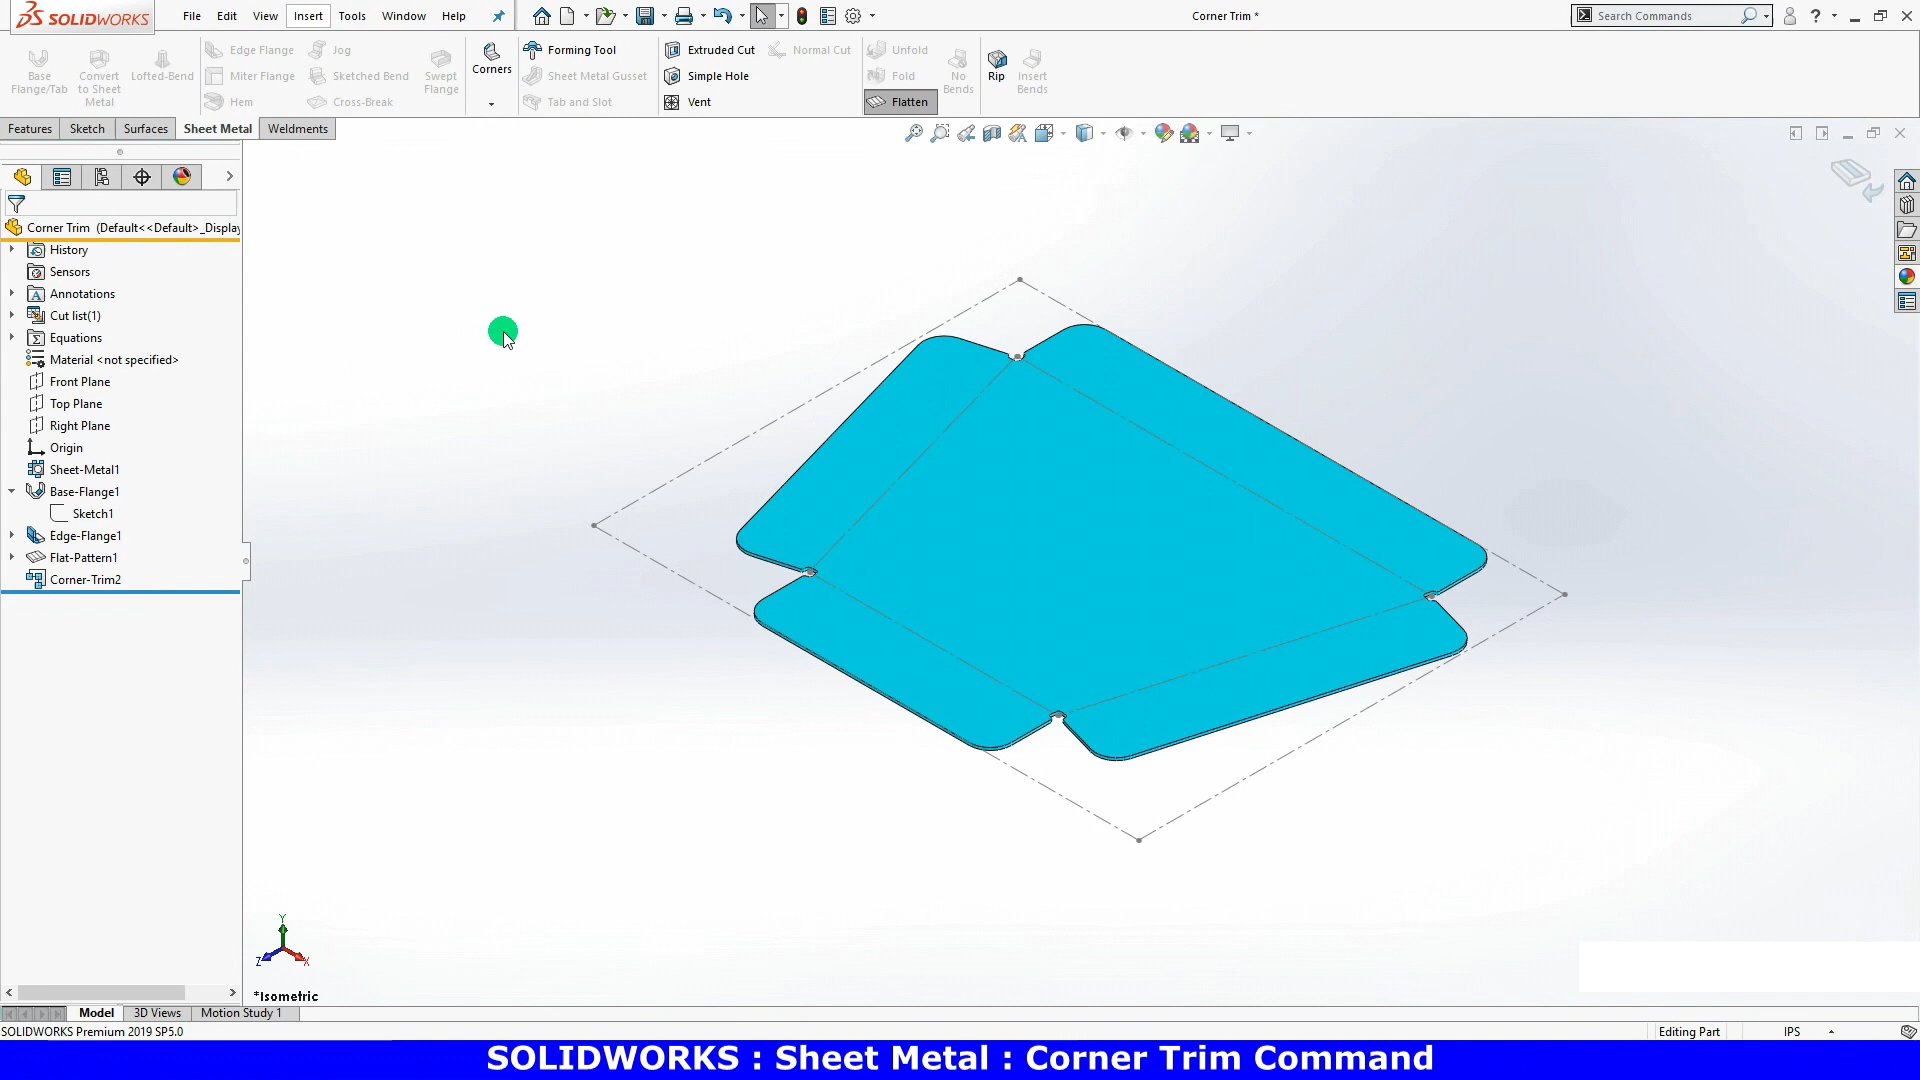 SOLIDWORKS
File Edit View Insert Tools Window Help
Corner Trim *
Search Commands
?
Base Flange/Tab
Convert to Sheet Metal
Lofted-Bend
Edge Flange
Miter Flange
Hem
Jog
Sketched Bend
Cross-Break
Swept Flange
Corners
Forming Tool
Sheet Metal Gusset
Tab and Slot
Extruded Cut
Simple Hole
Vent
Normal Cut
Unfold
Fold
Flatten
No Bends
Rip
Insert Bends
Features Sketch Surfaces Sheet Metal Weldments
Corner Trim (Default<<Default>_Display
History
Sensors
Annotations
Cut list(1)
Equations
Material <not specified>
Front Plane
Top Plane
Right Plane
Origin
Sheet-Metal1
Base-Flange1
Sketch1
Edge-Flange1
Flat-Pattern1
Corner-Trim2
Y
Z X
*Isometric
Model 3D Views Motion Study 1
SOLIDWORKS Premium 2019 SP5.0
Editing Part IPS
SOLIDWORKS : Sheet Metal : Corner Trim Command